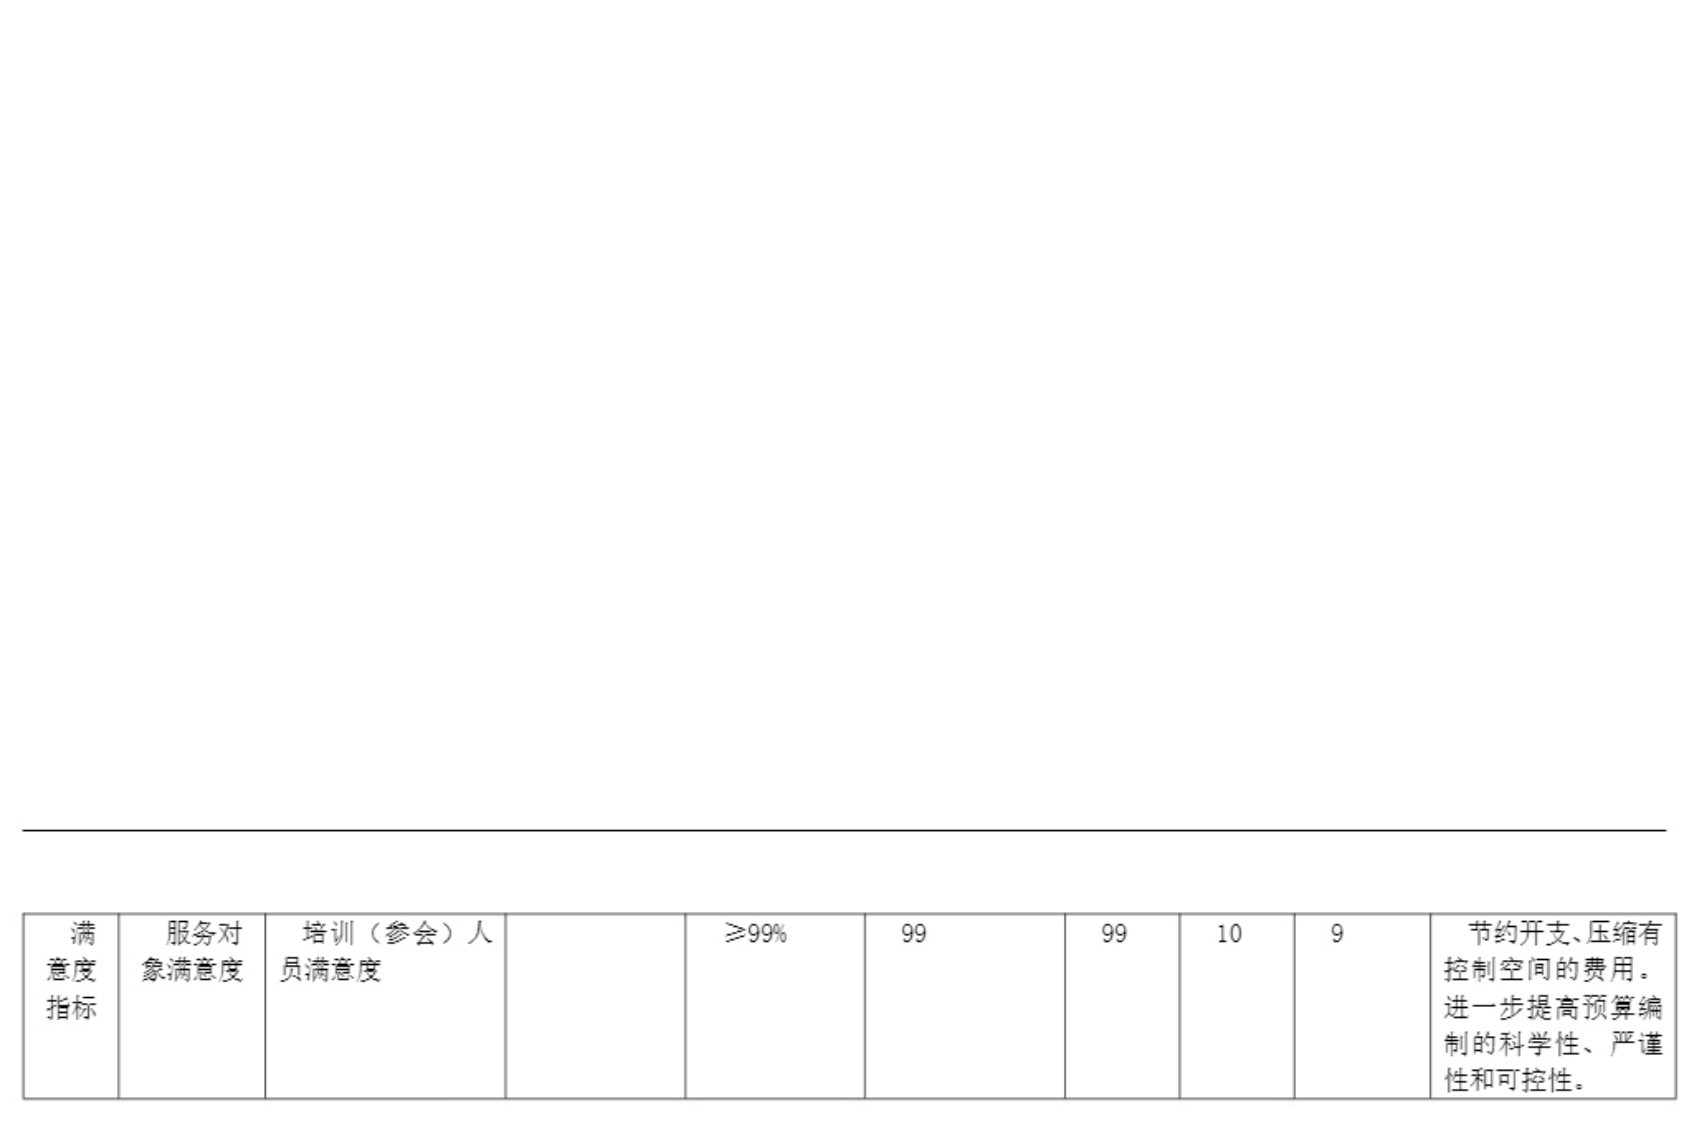 满
意度
指标
服务对
象满意度
培训（参会）人
员满意度
≥99%
99
99
10
9
节约开支、压缩有
控制空间的费用。
进一步提高预算编
制的科学性、严谨
性和可控性。